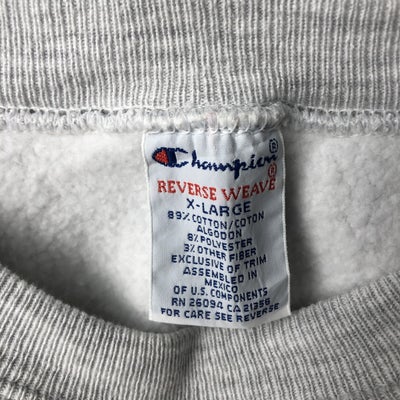 Champion®
REVERSE WEAVE®
X-LARGE
89% COTTON/COTON
ALGODON
8% POLYESTER
3% OTHER FIBER
EXCLUSIVE OF TRIM
ASSEMBLED IN
MEXICO
OF U.S. COMPONENTS
RN 26094 CA 21356
FOR CARE SEE REVERSE